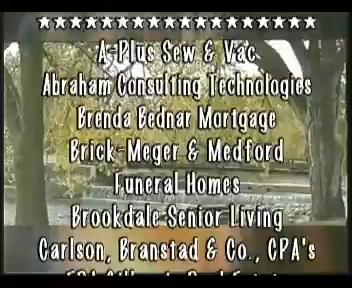 A-Plus Sew & Vac
Abraham Consulting Technologies
Brenda Bednar Mortgage
Brick-Meger & Medford
Funeral Homes
Brookdale Senior Living
Carlson, Branstad & Co., CPA's